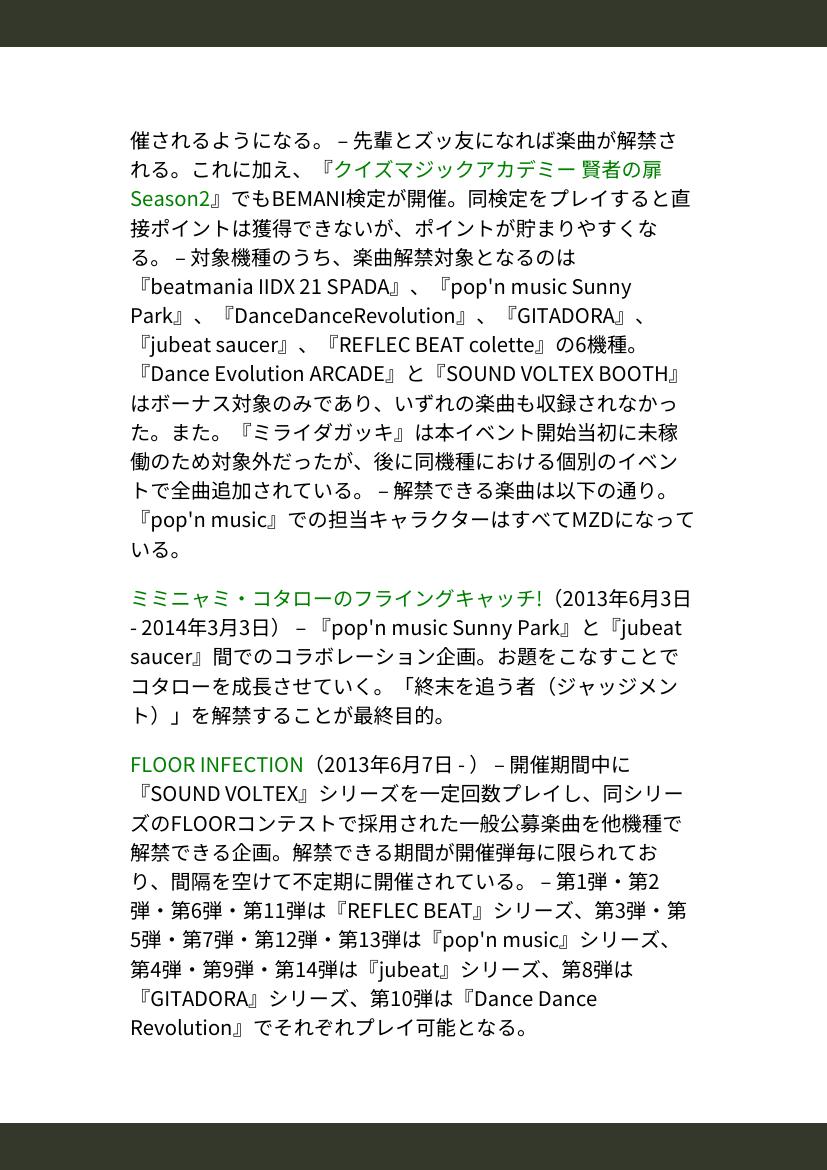 催されるようになる。 – 先輩とズッ友になれば楽曲が解禁さ
れる。これに加え、『クイズマジックアカデミー 賢者の扉
Season2』でもBEMANI検定が開催。同検定をプレイすると直
接ポイントは獲得できないが、ポイントが貯まりやすくな
る。 – 対象機種のうち、楽曲解禁対象となるのは
『beatmania IIDX 21 SPADA』、『pop'n music Sunny
Park』、『DanceDanceRevolution』、『GITADORA』、
『jubeat saucer』、『REFLEC BEAT colette』の6機種。
『Dance Evolution ARCADE』と『SOUND VOLTEX BOOTH』
はボーナス対象のみであり、いずれの楽曲も収録されなかっ
た。また。『ミライダガッキ』は本イベント開始当初に未稼
働のため対象外だったが、後に同機種における個別のイベン
トで全曲追加されている。 – 解禁できる楽曲は以下の通り。
『pop'n music』での担当キャラクターはすべてMZDになって
いる。
ミミニャミ・コタローのフライングキャッチ!（2013年6月3日
- 2014年3月3日） – 『pop'n music Sunny Park』と『jubeat
saucer』間でのコラボレーション企画。お題をこなすことで
コタローを成長させていく。「終末を追う者（ジャッジメン
ト）」を解禁することが最終目的。
FLOOR INFECTION（2013年6月7日 - ） – 開催期間中に
『SOUND VOLTEX』シリーズを一定回数プレイし、同シリー
ズのFLOORコンテストで採用された一般公募楽曲を他機種で
解禁できる企画。解禁できる期間が開催弾毎に限られてお
り、間隔を空けて不定期に開催されている。 – 第1弾・第2
弾・第6弾・第11弾は『REFLEC BEAT』シリーズ、第3弾・第
5弾・第7弾・第12弾・第13弾は『pop'n music』シリーズ、
第4弾・第9弾・第14弾は『jubeat』シリーズ、第8弾は
『GITADORA』シリーズ、第10弾は『Dance Dance
Revolution』でそれぞれプレイ可能となる。